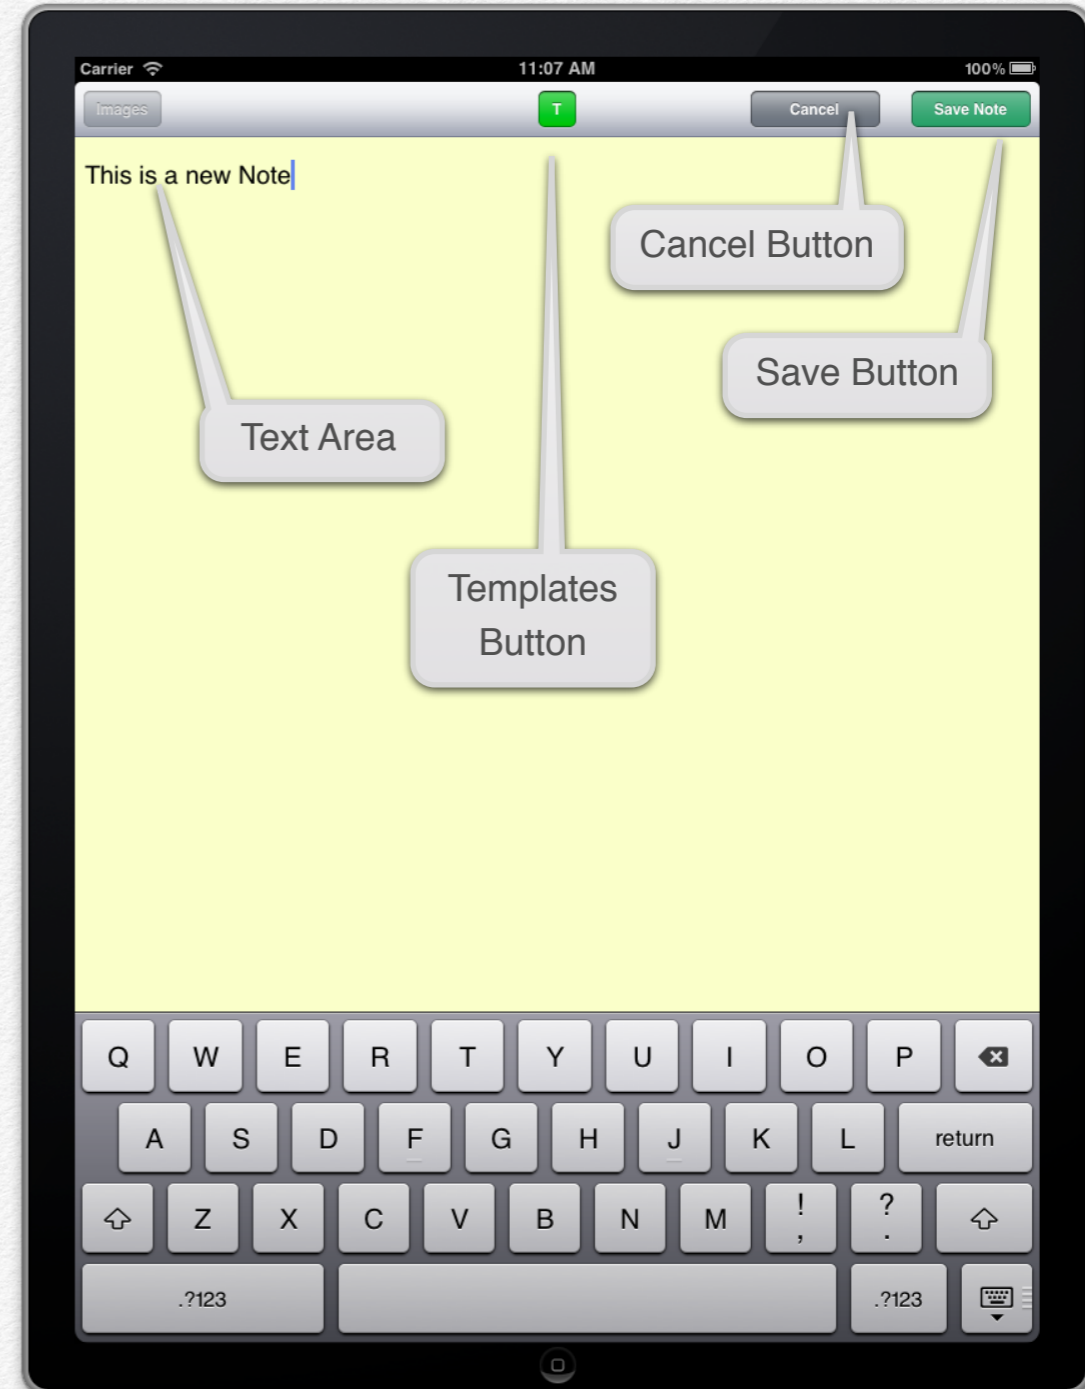 Carrier
11:07 AM
100%
Images
T
Cancel
Save Note
This is a new Note
Cancel Button
Save Button
Text Area
Templates
Button
Q W E R T Y U I O P
A S D F G H J K L return
Z X C V B N M ! , ? .
.?123 .?123